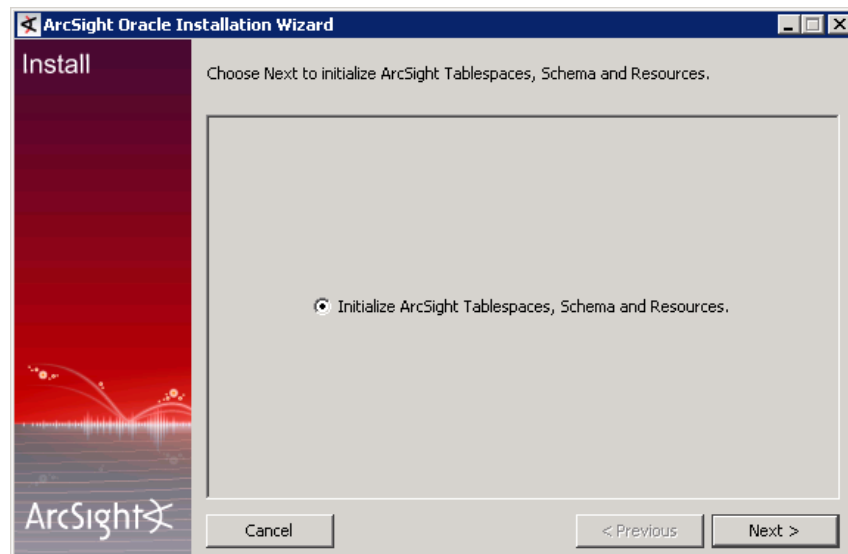 ArcSight Oracle Installation Wizard
Install
Choose Next to initialize ArcSight Tablespaces, Schema and Resources.
Initialize ArcSight Tablespaces, Schema and Resources.
ArcSight
Cancel
< Previous
Next >